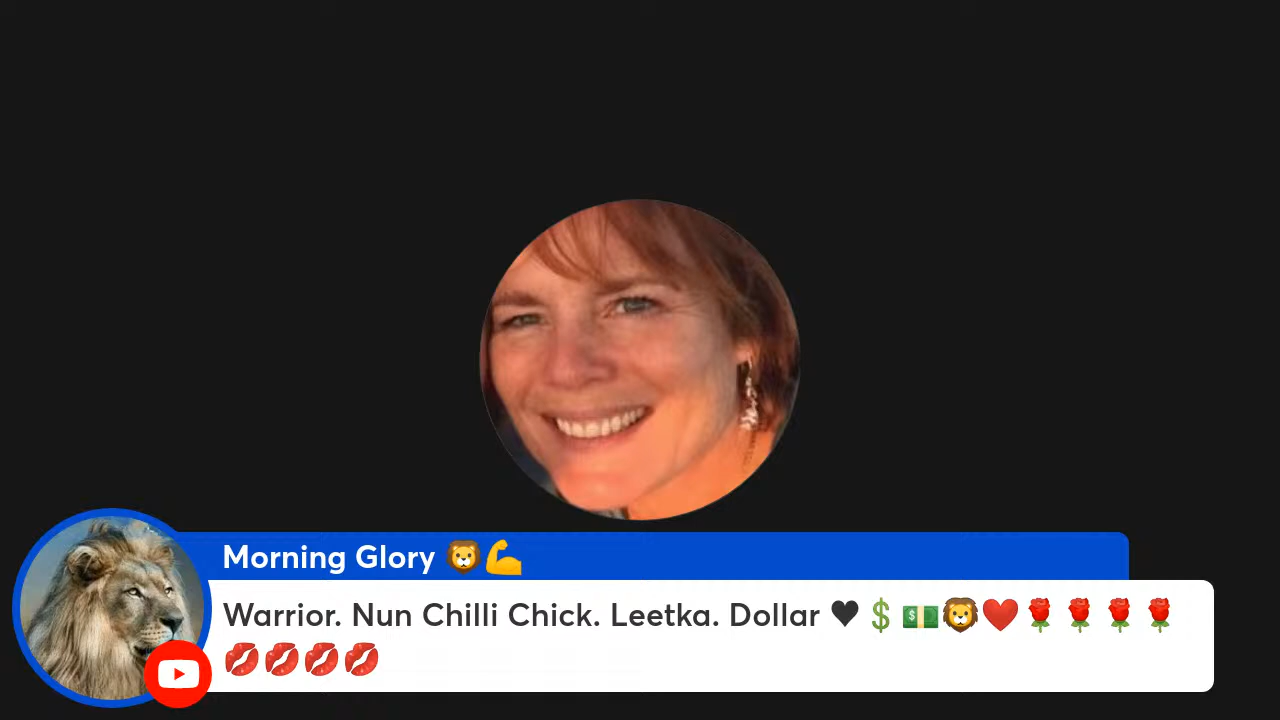 Morning Glory 🦁💪
Warrior. Nun Chilli Chick. Leetka. Dollar 🖤💲💵🦁❤️🌹🌹🌹🌹
💋💋💋💋